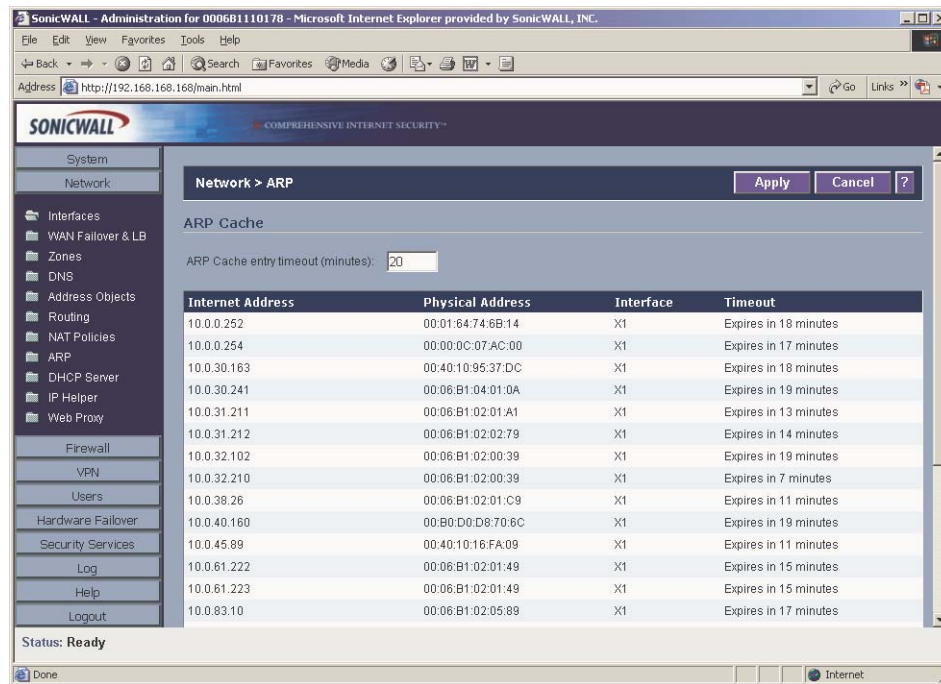 SonicWALL - Administration for 0006B1110178 - Microsoft Internet Explorer provided by SonicWALL, INC.
File Edit View Favorites Tools Help
Back Search Favorites Media
Address http://192.168.168.168/main.html Go Links »
SONICWALL COMPREHENSIVE INTERNET SECURITY™
System
Network
Interfaces
WAN Failover & LB
Zones
DNS
Address Objects
Routing
NAT Policies
ARP
DHCP Server
IP Helper
Web Proxy
Firewall
VPN
Users
Hardware Failover
Security Services
Log
Help
Logout
Network > ARP Apply Cancel ?
ARP Cache
ARP Cache entry timeout (minutes): 20
Internet Address Physical Address Interface Timeout
10.0.0.252 00:01:64:74:6B:14 X1 Expires in 18 minutes
10.0.0.254 00:00:0C:07:AC:00 X1 Expires in 17 minutes
10.0.30.163 00:40:10:95:37:DC X1 Expires in 18 minutes
10.0.30.241 00:06:B1:04:01:0A X1 Expires in 19 minutes
10.0.31.211 00:06:B1:02:01:A1 X1 Expires in 13 minutes
10.0.31.212 00:06:B1:02:02:79 X1 Expires in 14 minutes
10.0.32.102 00:06:B1:02:00:39 X1 Expires in 19 minutes
10.0.32.210 00:06:B1:02:00:39 X1 Expires in 7 minutes
10.0.38.26 00:06:B1:02:01:C9 X1 Expires in 11 minutes
10.0.40.160 00:B0:D0:D8:70:6C X1 Expires in 19 minutes
10.0.45.89 00:40:10:16:FA:09 X1 Expires in 11 minutes
10.0.61.222 00:06:B1:02:01:49 X1 Expires in 15 minutes
10.0.61.223 00:06:B1:02:01:49 X1 Expires in 15 minutes
10.0.83.10 00:06:B1:02:05:89 X1 Expires in 17 minutes
Status: Ready
Done Internet